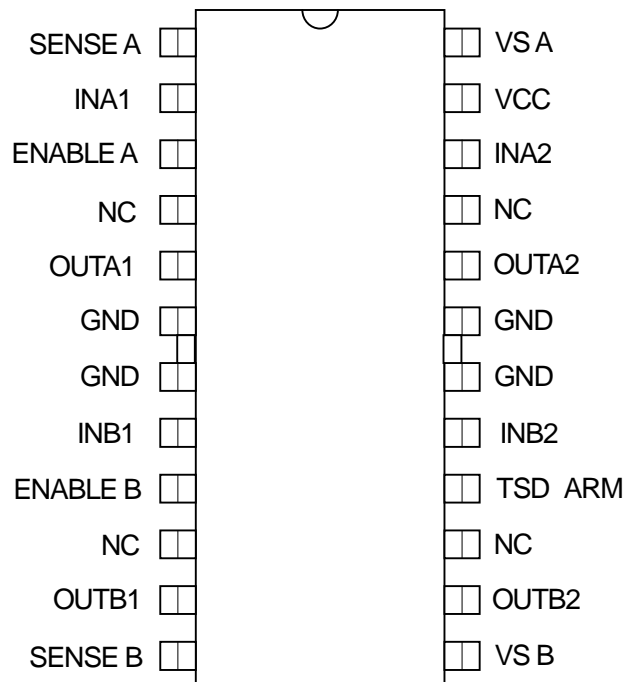 SENSE A VS A
INA1 VCC
ENABLE A INA2
NC NC
OUTA1 OUTA2
GND GND
GND GND
INB1 INB2
ENABLE B TSD ARM
NC NC
OUTB1 OUTB2
SENSE B VS B